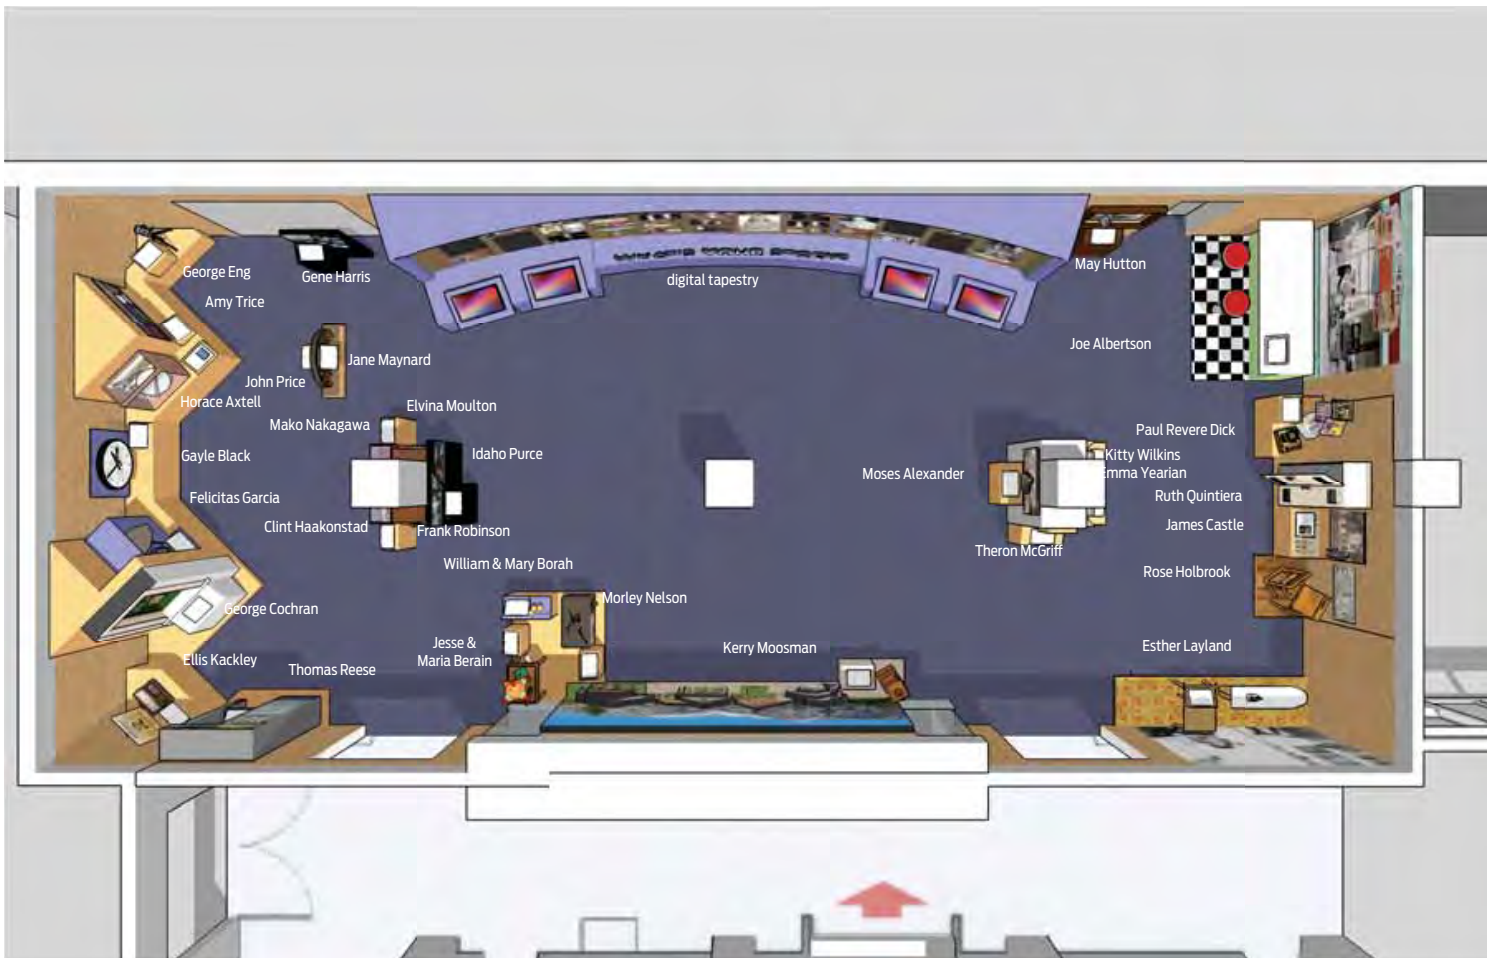 George Eng
Gene Harris
digital tapestry
May Hutton
Amy Trice
Joe Albertson
Jane Maynard
John Price
Horace Axtell
Elvina Moulton
Mako Nakagawa
Paul Revere Dick
Gayle Black
Idaho Purce
Kitty Wilkins
Moses Alexander
Emma Yearian
Felicitas Garcia
Ruth Quintiera
Clint Haakonstad
Frank Robinson
James Castle
Theron McGriff
William & Mary Borah
Rose Holbrook
George Cochran
Morley Nelson
Jesse &
Maria Berain
Kerry Moosman
Esther Layland
Ellis Kackley
Thomas Reese